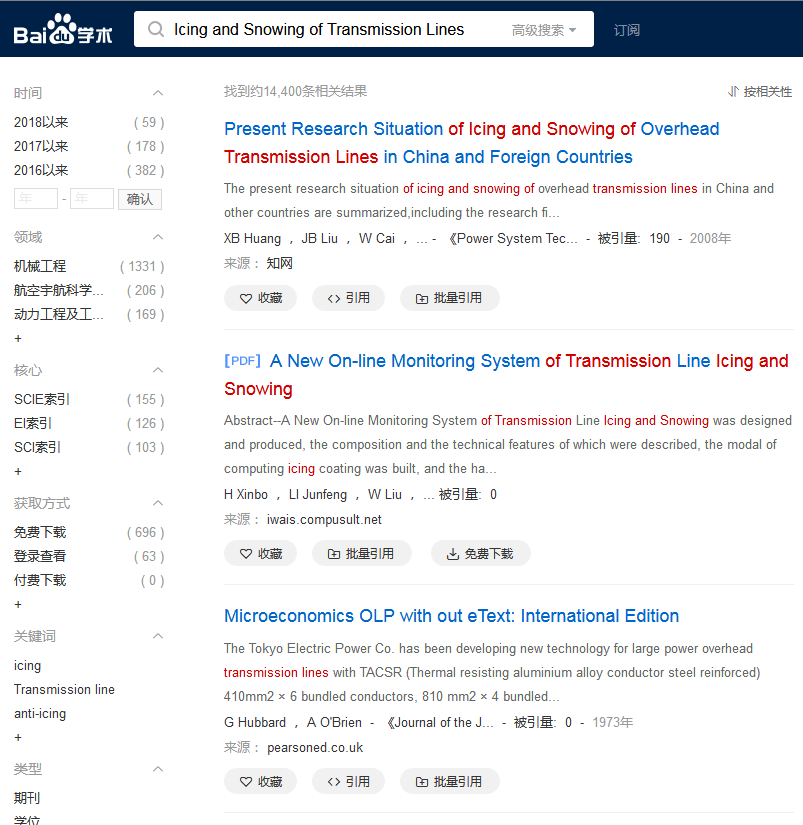 Bai du 学术
Icing and Snowing of Transmission Lines
高级搜索
订阅
时间
2018以来 ( 59 )
2017以来 ( 178 )
2016以来 ( 382 )
年 - 年 确认
领域
机械工程 ( 1331 )
航空宇航科学... ( 206 )
动力工程及工... ( 169 )
+
核心
SCIE索引 ( 155 )
EI索引 ( 126 )
SCI索引 ( 103 )
+
获取方式
免费下载 ( 696 )
登录查看 ( 63 )
付费下载 ( 0 )
+
关键词
icing
Transmission line
anti-icing
+
类型
期刊
学位
找到约14,400条相关结果
按相关性
Present Research Situation of Icing and Snowing of Overhead
Transmission Lines in China and Foreign Countries
The present research situation of icing and snowing of overhead transmission lines in China and
other countries are summarized,including the research fi...
XB Huang ， JB Liu ， W Cai ， ... - 《Power System Tec... - 被引量: 190 - 2008年
来源： 知网
收藏 引用 批量引用
[PDF] A New On-line Monitoring System of Transmission Line Icing and
Snowing
Abstract--A New On-line Monitoring System of Transmission Line Icing and Snowing was designed
and produced, the composition and the technical features of which were described, the modal of
computing icing coating was built, and the ha...
H Xinbo ， LI Junfeng ， W Liu ， ... 被引量: 0
来源： iwais.compusult.net
收藏 批量引用 免费下载
Microeconomics OLP with out eText: International Edition
The Tokyo Electric Power Co. has been developing new technology for large power overhead
transmission lines with TACSR (Thermal resisting aluminium alloy conductor steel reinforced)
410mm2 × 6 bundled conductors, 810 mm2 × 4 bundled...
G Hubbard ， A O'Brien - 《Journal of the J... - 被引量: 0 - 1973年
来源： pearsoned.co.uk
收藏 引用 批量引用